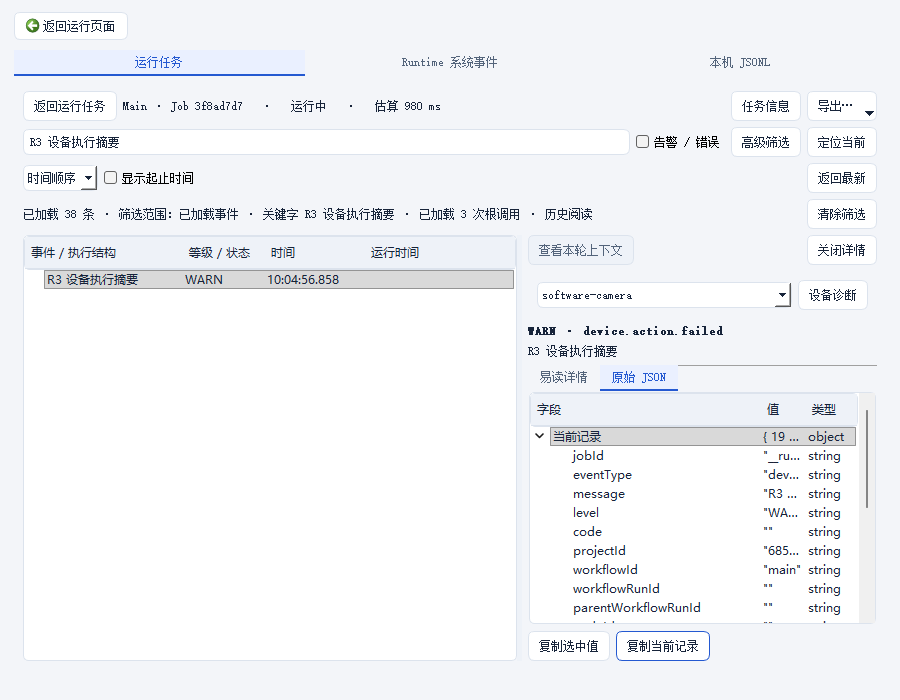 返回运行页面
运行任务 Runtime 系统事件 本机 JSONL
返回运行任务 Main · Job 3f8ad7d7 · 运行中 · 估算 980 ms 任务信息 导出…
R3 设备执行摘要 告警 / 错误 高级筛选 定位当前
时间顺序 显示起止时间 返回最新
已加载 38 条 · 筛选范围: 已加载事件 · 关键字 R3 设备执行摘要 · 已加载 3 次根调用 · 历史阅读 清除筛选
事件 / 执行结构 等级 / 状态 时间 运行时间
R3 设备执行摘要 WARN 10:04:56.858
查看本轮上下文 关闭详情
software-camera 设备诊断
WARN · device.action.failed
R3 设备执行摘要
易读详情 原始 JSON
字段 值 类型
当前记录 { 19 ... object
jobId "__ru... string
eventType "dev... string
message "R3 ... string
level "WA... string
code "" string
projectId "685... string
workflowId "main" string
workflowRunId "" string
parentWorkflowRunId "" string
复制选中值 复制当前记录